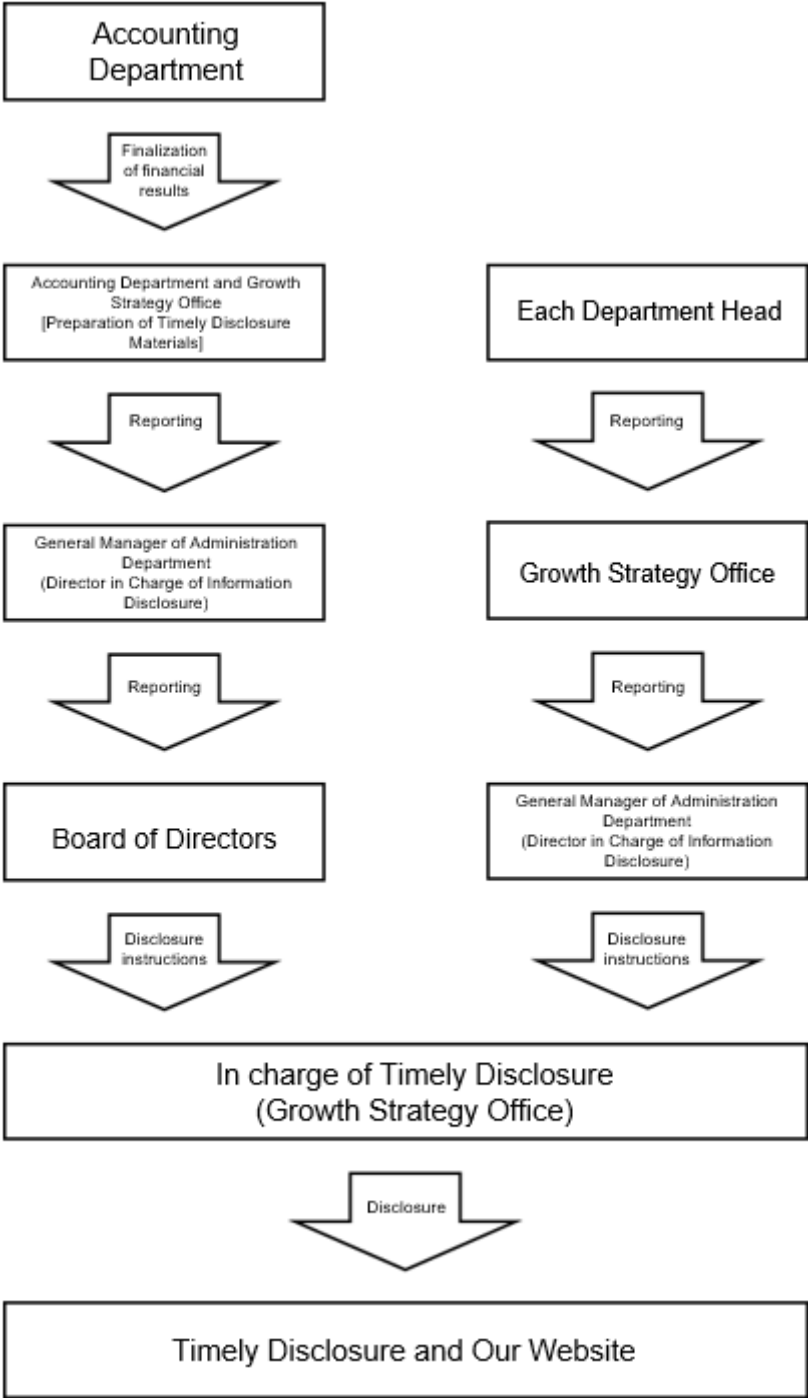 Accounting
Department
Finalization
of financial
results
Accounting Department and Growth
Strategy Office
[Preparation of Timely Disclosure
Materials]
Each Department Head
Reporting
Reporting
General Manager of Administration
Department
(Director in Charge of Information
Disclosure)
Growth Strategy Office
Reporting
Reporting
Board of Directors
General Manager of Administration
Department
(Director in Charge of Information
Disclosure)
Disclosure
instructions
Disclosure
instructions
In charge of Timely Disclosure
(Growth Strategy Office)
Disclosure
Timely Disclosure and Our Website